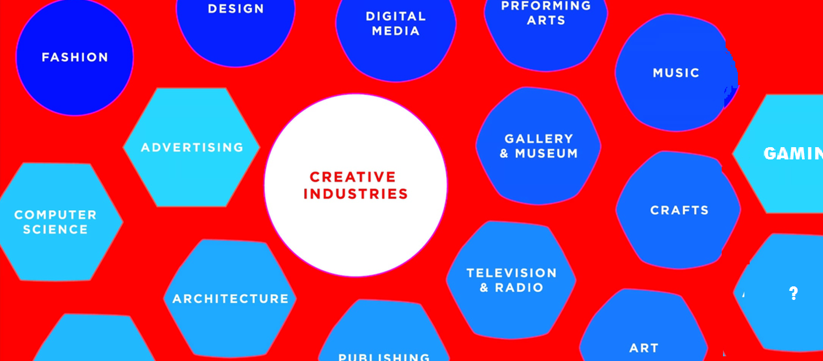 DESIGN
DIGITAL
MEDIA
PRFORMING
ARTS
FASHION
MUSIC
ADVERTISING
GALLERY
& MUSEUM
GAMIN
CREATIVE
INDUSTRIES
COMPUTER
SCIENCE
CRAFTS
TELEVISION
& RADIO
ARCHITECTURE
?
PUBLISHING
ART